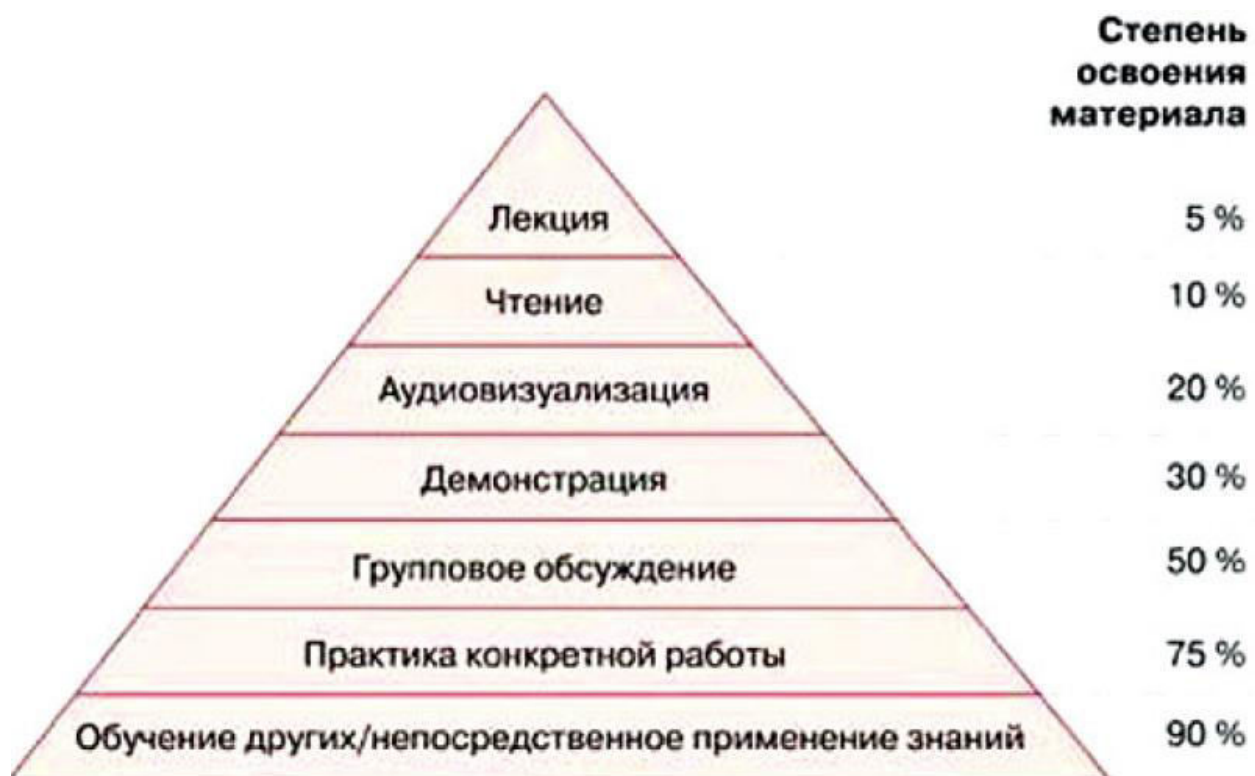 Степень
освоения
материала
Лекция 5 %
Чтение 10 %
Аудиовизуализация 20 %
Демонстрация 30 %
Групповое обсуждение 50 %
Практика конкретной работы 75 %
Обучение других/непосредственное применение знаний 90 %